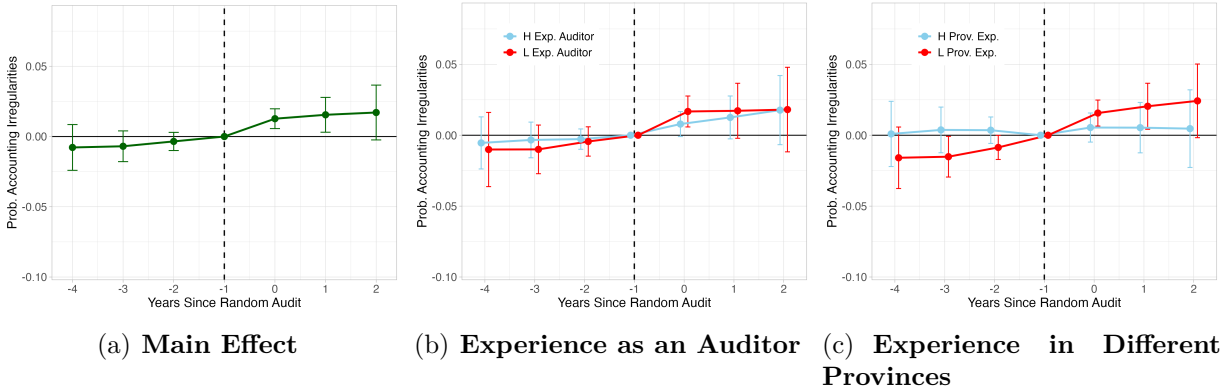 Prob. Accounting Irregularities
0.05
0.00
-0.05
-0.10
-4 -3 -2 -1 0 1 2
Years Since Random Audit
(a) Main Effect
Prob. Accounting Irregularities
H Exp. Auditor
L Exp. Auditor
0.05
0.00
-0.05
-0.10
-4 -3 -2 -1 0 1 2
Years Since Random Audit
(b) Experience as an Auditor
Prob. Accounting Irregularities
H Prov. Exp.
L Prov. Exp.
0.05
0.00
-0.05
-0.10
-4 -3 -2 -1 0 1 2
Years Since Random Audit
(c) Experience in Different
Provinces